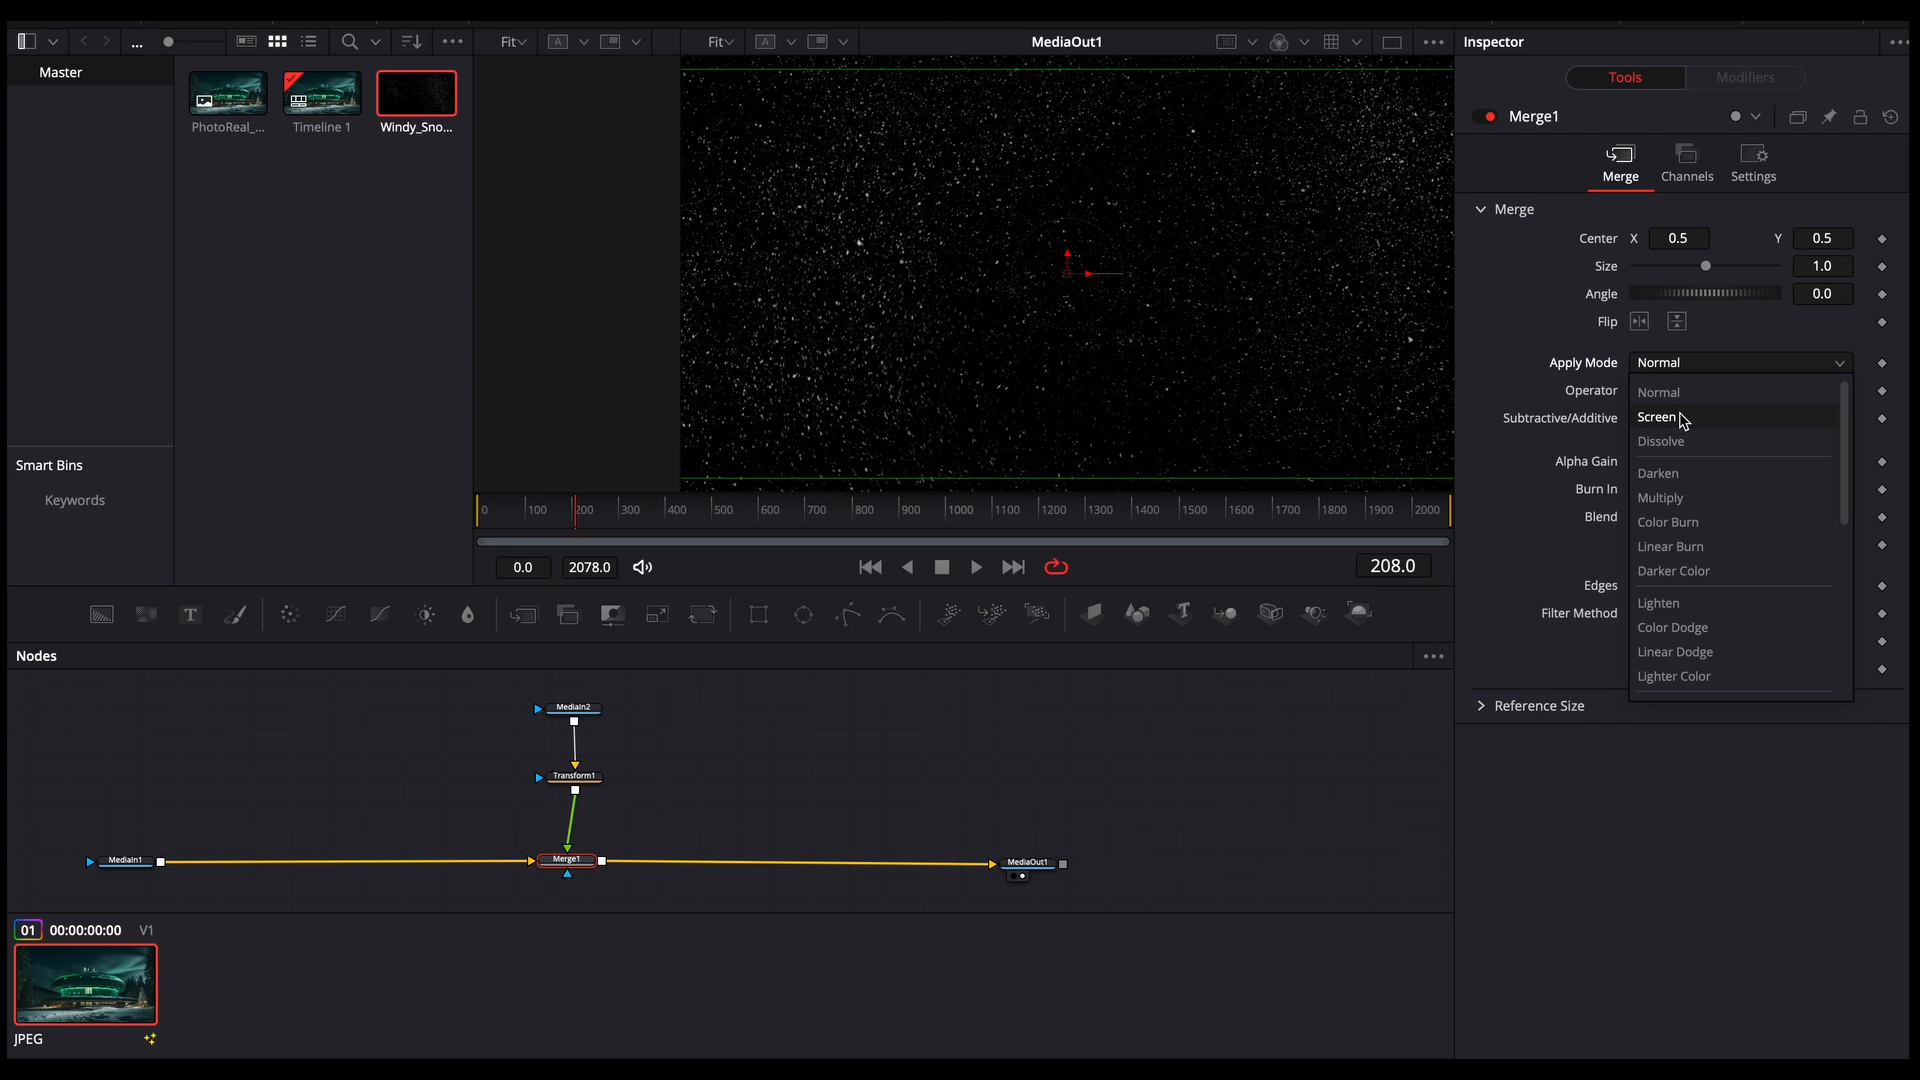 ...
Fit
A
Fit
A
MediaOut1
Inspector
Master
PhotoReal_...
Timeline 1
Windy_Sno...
Tools
Modifiers
Merge1
Merge
Channels
Settings
Merge
Center X 0.5 Y 0.5
Size 1.0
Angle 0.0
Flip
Apply Mode Normal
Operator
Subtractive/Additive
Alpha Gain
Burn In
Blend
Edges
Filter Method
Normal
Screen
Dissolve
Darken
Multiply
Color Burn
Linear Burn
Darker Color
Lighten
Color Dodge
Linear Dodge
Lighter Color
Reference Size
Smart Bins
Keywords
0 100 200 300 400 500 600 700 800 900 1000 1100 1200 1300 1400 1500 1600 1700 1800 1900 2000
0.0 2078.0 208.0
T
T
Nodes
MediaIn2
Transform1
MediaIn1
Merge1
MediaOut1
01 00:00:00:00 V1
JPEG